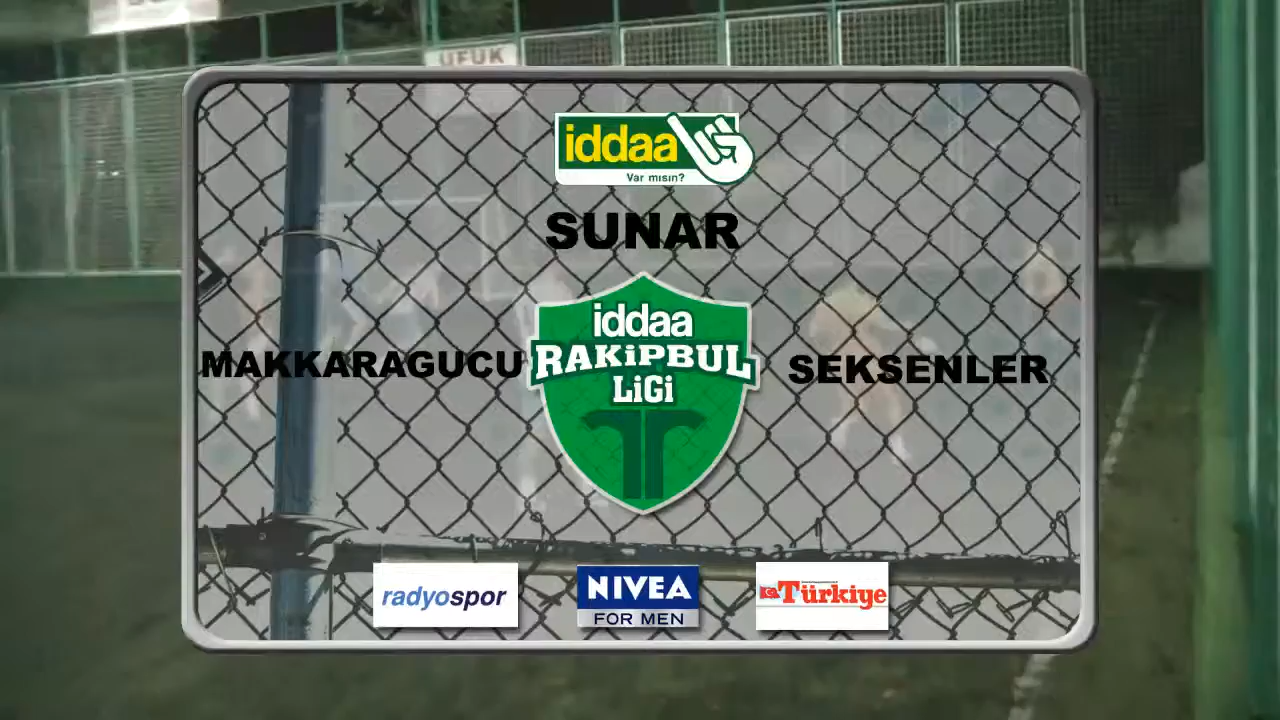 UFUK
iddaa
Var mısın?
SUNAR
iddaa
RAKiPBUL
LiGi
MAKKARAGUCU
SEKSENLER
radyospor
NIVEA
FOR MEN
Türkiye